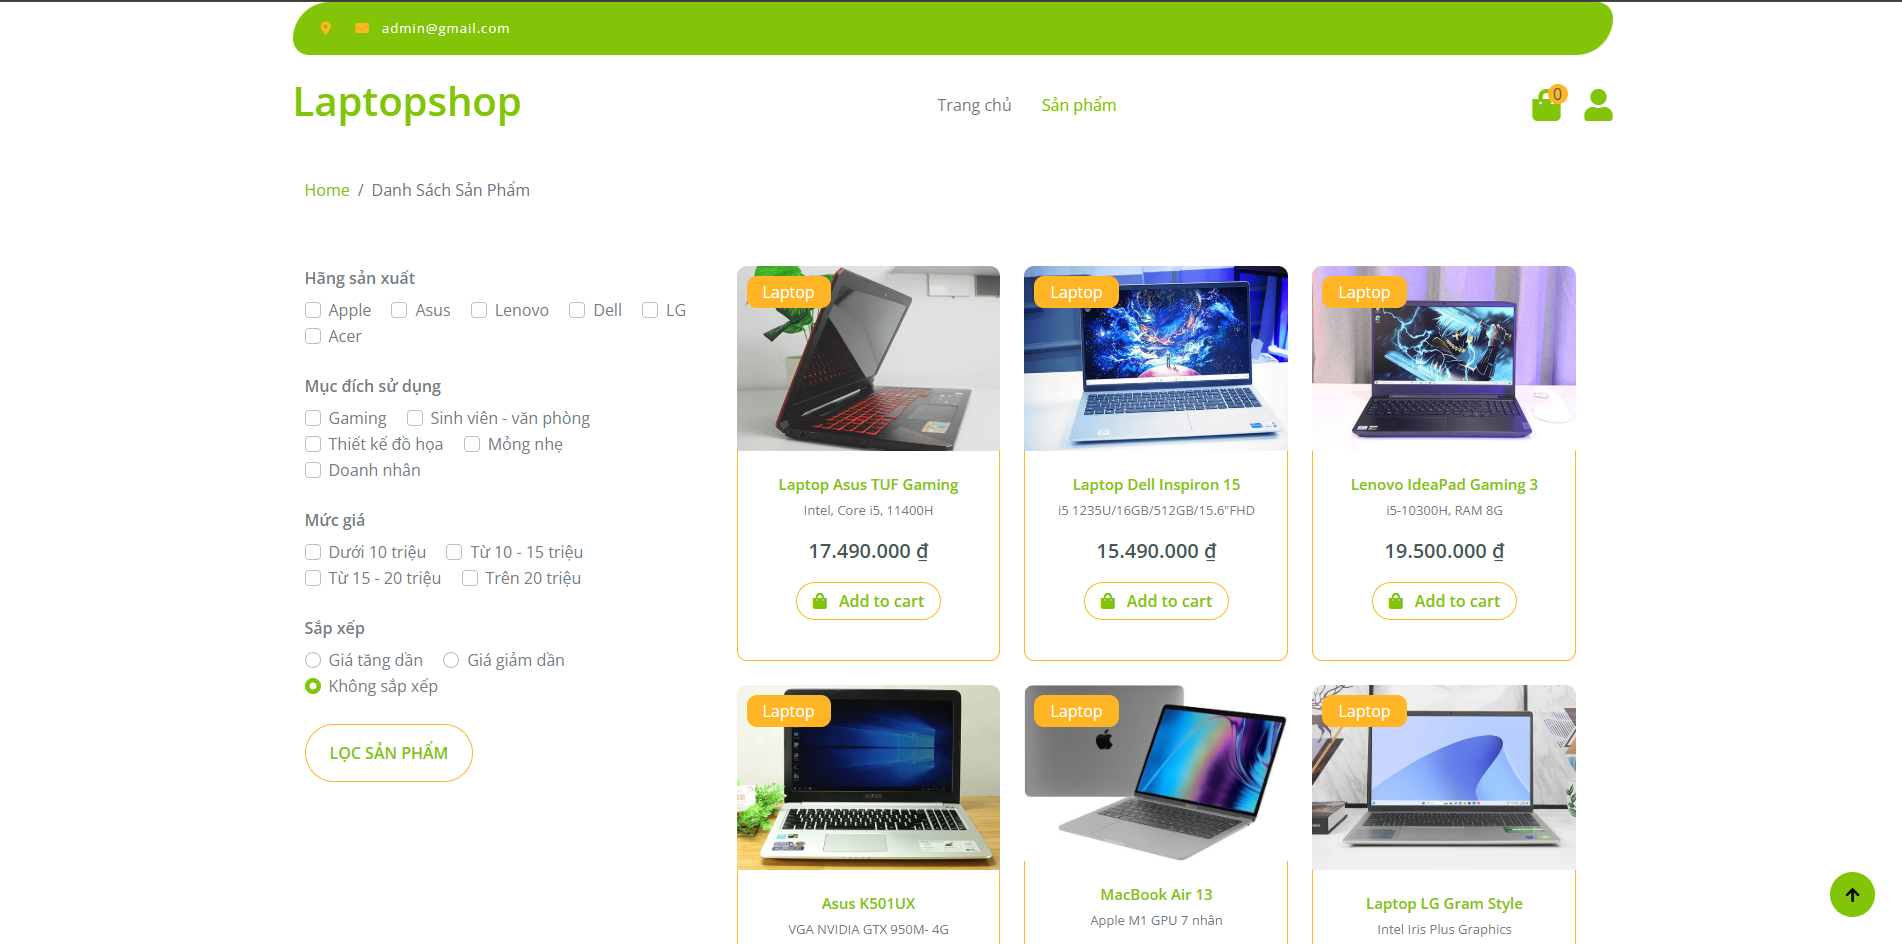 admin@gmail.com
Laptopshop
Trang chủ
Sản phẩm
0
Home / Danh Sách Sản Phẩm
Hãng sản xuất
Apple Asus Lenovo Dell LG
Acer
Mục đích sử dụng
Gaming Sinh viên - văn phòng
Thiết kế đồ họa Mỏng nhẹ
Doanh nhân
Mức giá
Dưới 10 triệu Từ 10 - 15 triệu
Từ 15 - 20 triệu Trên 20 triệu
Sắp xếp
Giá tăng dần Giá giảm dần
Không sắp xếp
LỌC SẢN PHẨM
Laptop
Laptop Asus TUF Gaming
Intel, Core i5, 11400H
17.490.000 ₫
Add to cart
Laptop
Laptop Dell Inspiron 15
i5 1235U/16GB/512GB/15.6"FHD
15.490.000 ₫
Add to cart
Laptop
Lenovo IdeaPad Gaming 3
i5-10300H, RAM 8G
19.500.000 ₫
Add to cart
Laptop
Asus K501UX
VGA NVIDIA GTX 950M- 4G
Laptop
MacBook Air 13
Apple M1 GPU 7 nhân
Laptop
Laptop LG Gram Style
Intel Iris Plus Graphics